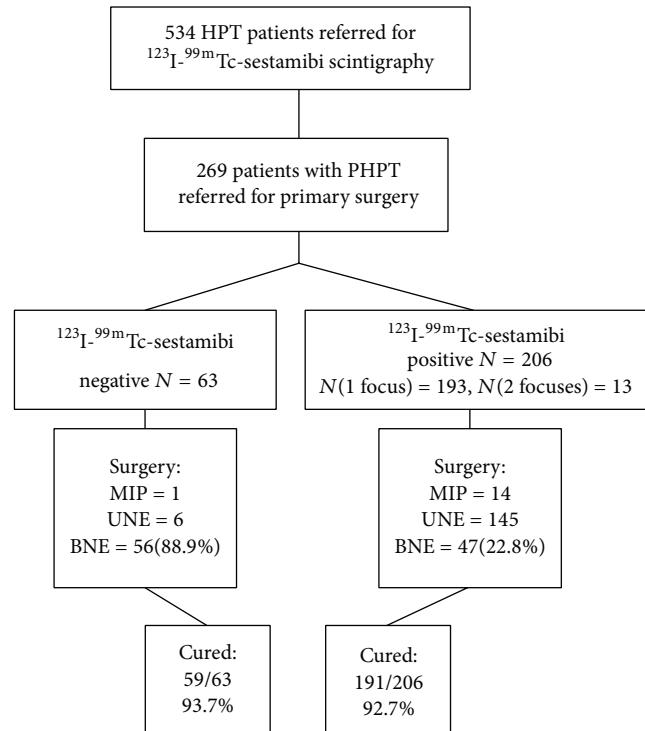 534 HPT patients referred for
¹²³I-⁹⁹ᵐTc-sestamibi scintigraphy
269 patients with PHPT
referred for primary surgery
¹²³I-⁹⁹ᵐTc-sestamibi
negative N = 63
¹²³I-⁹⁹ᵐTc-sestamibi
positive N = 206
N(1 focus) = 193, N(2 focuses) = 13
Surgery:
MIP = 1
UNE = 6
BNE = 56(88.9%)
Surgery:
MIP = 14
UNE = 145
BNE = 47(22.8%)
Cured:
59/63
93.7%
Cured:
191/206
92.7%